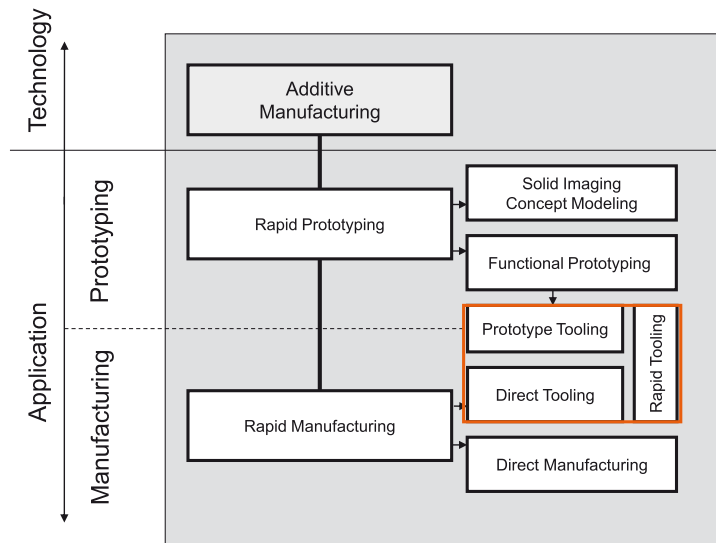 Technology
Additive
Manufacturing
Application
Prototyping
Rapid Prototyping
Solid Imaging
Concept Modeling
Functional Prototyping
Prototype Tooling
Rapid Tooling
Manufacturing
Rapid Manufacturing
Direct Tooling
Direct Manufacturing